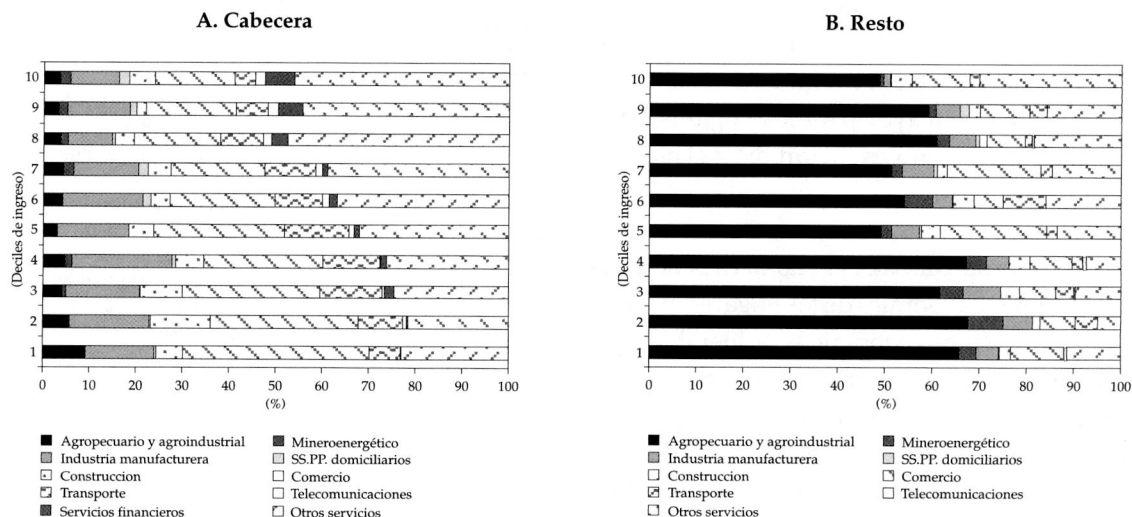 A. Cabecera
(Deciles de ingreso)
10
9
8
7
6
5
4
3
2
1
0 10 20 30 40 50 60 70 80 90 100
(%)
Agropecuario y agroindustrial Mineroenergético
Industria manufacturera SS.PP. domiciliarios
Construccion Comercio
Transporte Telecomunicaciones
Servicios financieros Otros servicios
B. Resto
(Deciles de ingreso)
10
9
8
7
6
5
4
3
2
1
0 10 20 30 40 50 60 70 80 90 100
(%)
Agropecuario y agroindustrial Mineroenergético
Industria manufacturera SS.PP. domiciliarios
Construccion Comercio
Transporte Telecomunicaciones
Otros servicios